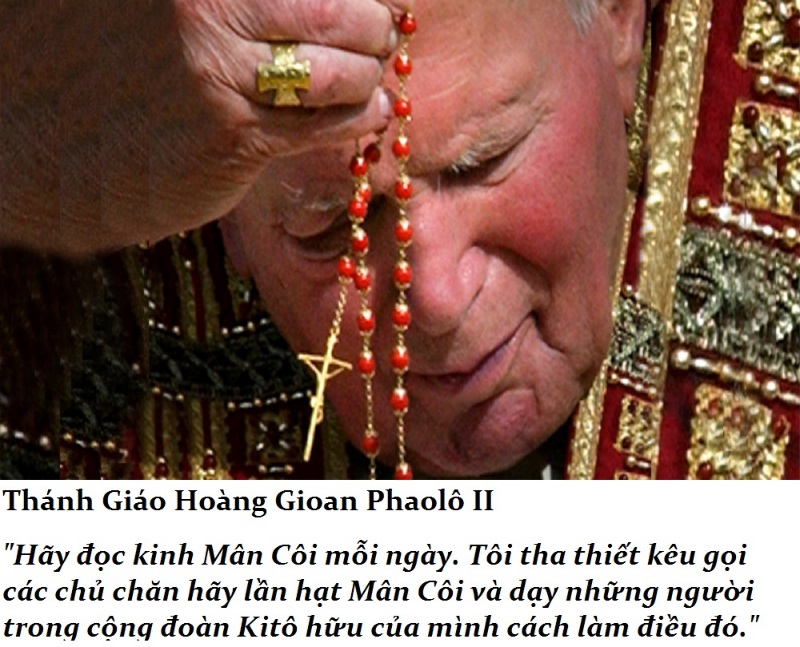 Thánh Giáo Hoàng Gioan Phaolô II
"Hãy đọc kinh Mân Côi mỗi ngày. Tôi tha thiết kêu gọi
các chủ chăn hãy lần hạt Mân Côi và dạy những người
trong cộng đoàn Kitô hữu của mình cách làm điều đó."